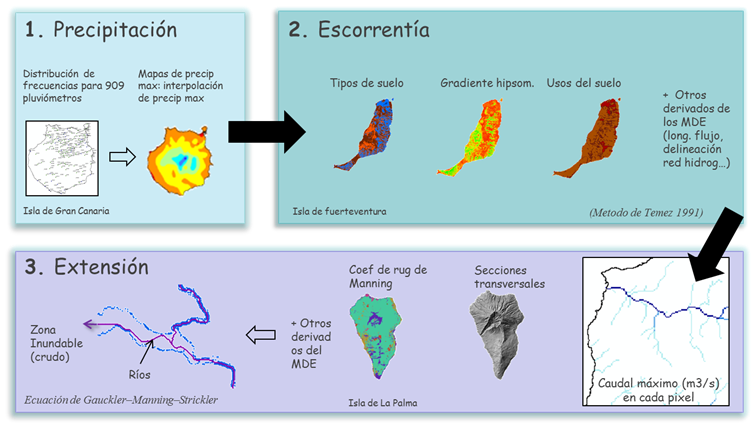 1. Precipitación
Distribución de
frecuencias para 909
pluviómetros
Mapas de precip
max: interpolación
de precip max
Isla de Gran Canaria
2. Escorrentía
Tipos de suelo
Gradiente hipsom.
Usos del suelo
+ Otros
derivados de
los MDE
(long. flujo,
delineación
red hidrog...)
Isla de fuerteventura
(Metodo de Temez 1991)
3. Extensión
Zona
Inundable
(crudo)
Ríos
Ecuación de Gauckler–Manning–Strickler
+ Otros
derivad
os del
MDE
Coef de rug de
Manning
Isla de La Palma
Secciones
transversales
Caudal máximo (m3/s)
en cada pixel